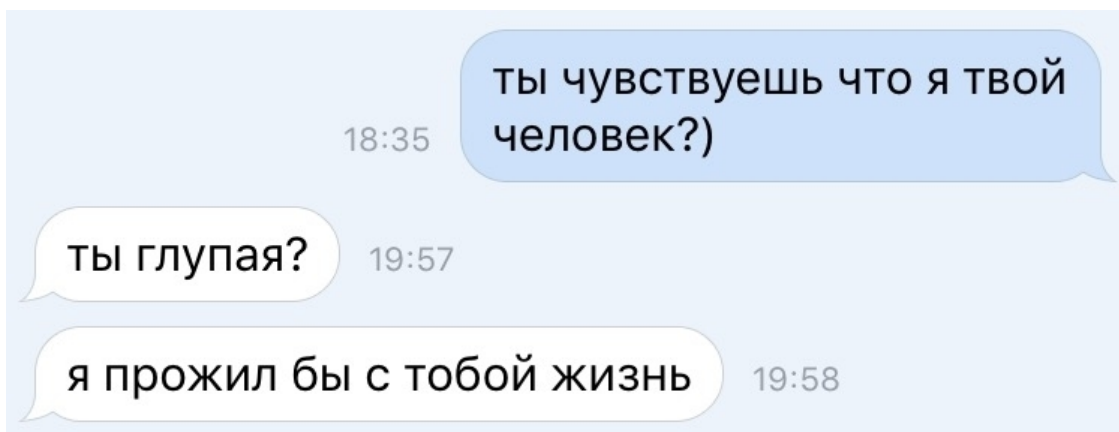 ты чувствуешь что я твой
18:35 человек?)
ты глупая? 19:57
я прожил бы с тобой жизнь 19:58